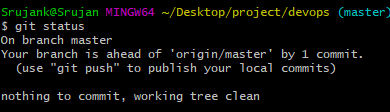 Srujank@Srujan MINGW64 ~/Desktop/project/devops (master)
$ git status
On branch master
Your branch is ahead of 'origin/master' by 1 commit.
  (use "git push" to publish your local commits)

nothing to commit, working tree clean